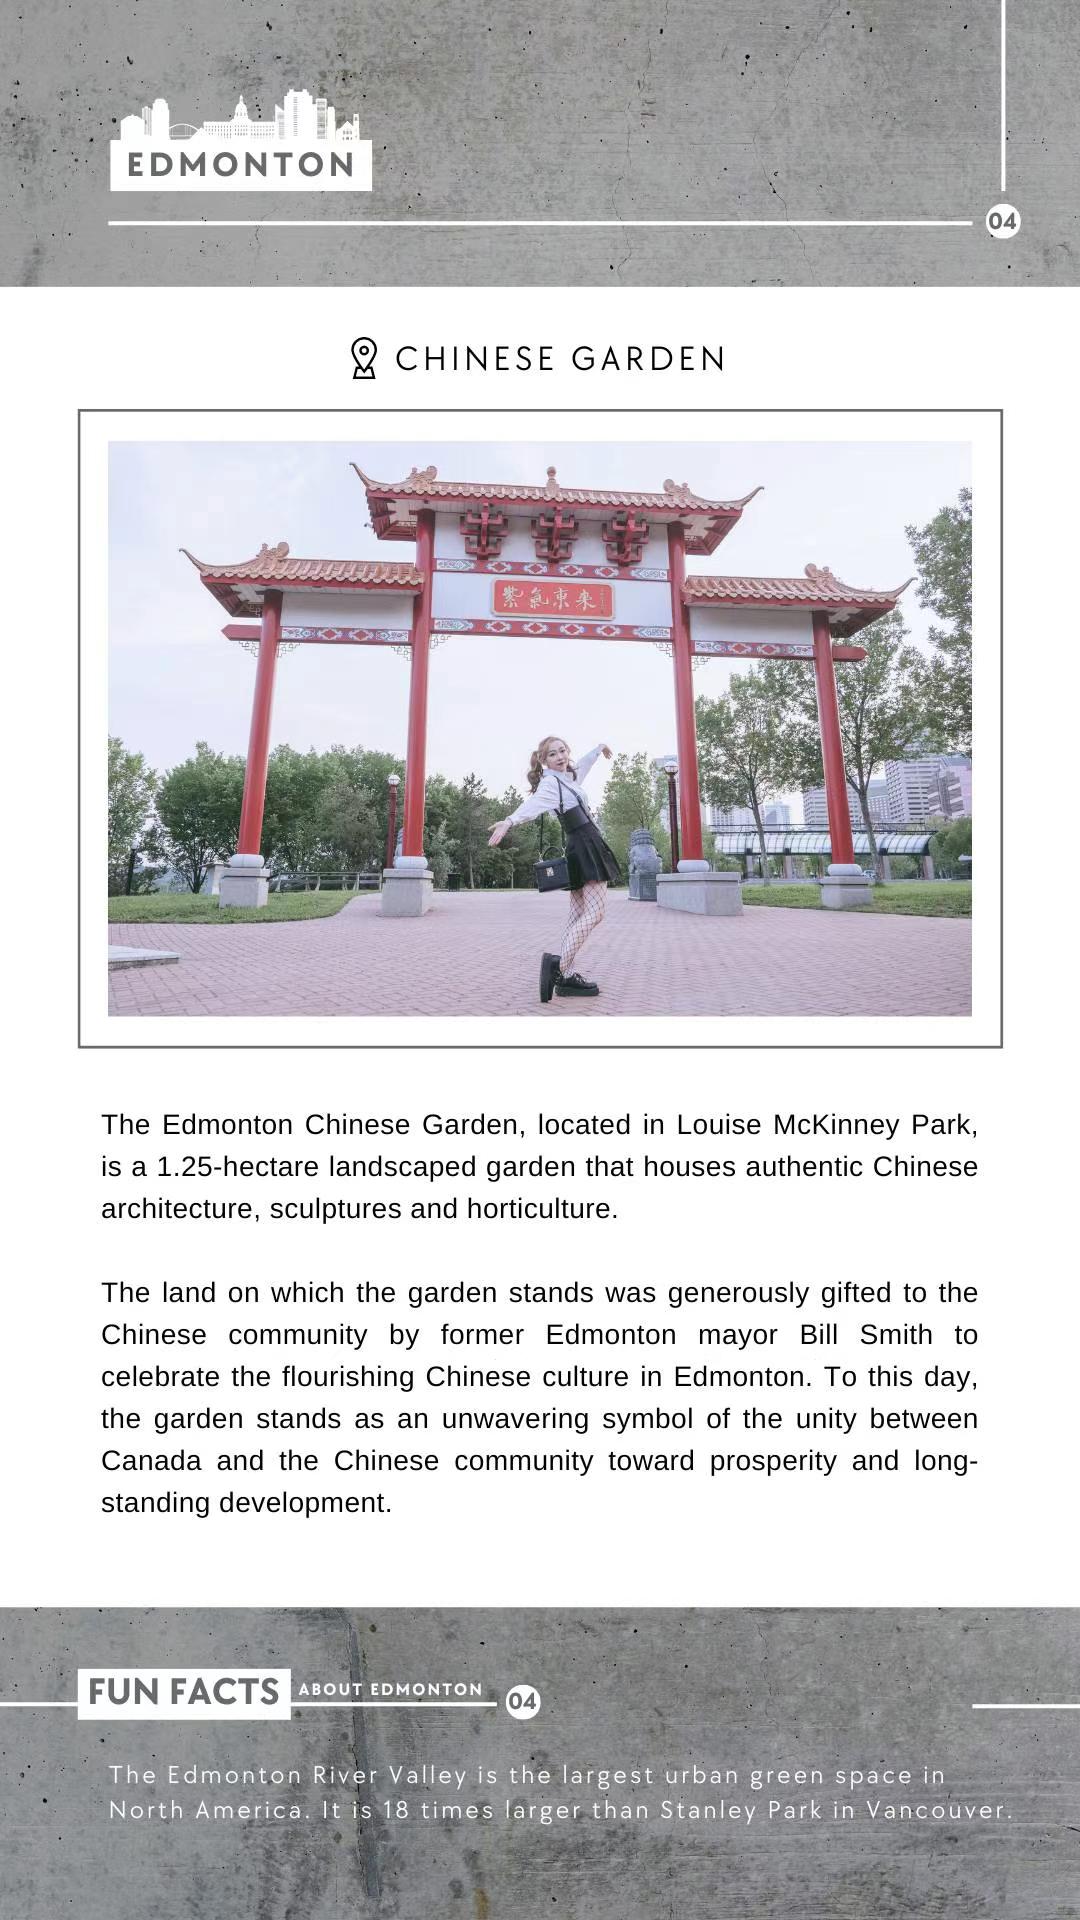 EDMONTON
04
CHINESE GARDEN
紫氣東來
The Edmonton Chinese Garden, located in Louise McKinney Park,
is a 1.25-hectare landscaped garden that houses authentic Chinese
architecture, sculptures and horticulture.
The land on which the garden stands was generously gifted to the
Chinese community by former Edmonton mayor Bill Smith to
celebrate the flourishing Chinese culture in Edmonton. To this day,
the garden stands as an unwavering symbol of the unity between
Canada and the Chinese community toward prosperity and long-
standing development.
FUN FACTS ABOUT EDMONTON 04
The Edmonton River Valley is the largest urban green space in
North America. It is 18 times larger than Stanley Park in Vancouver.